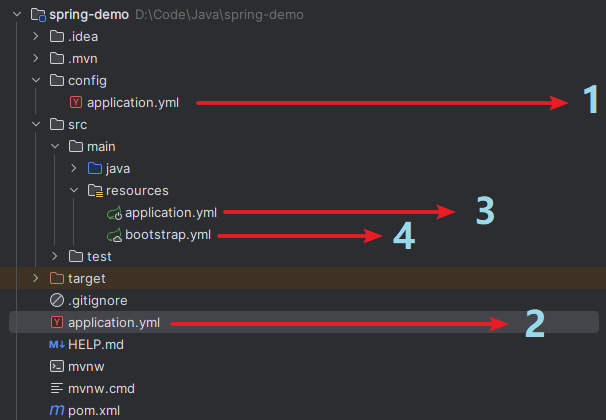 spring-demo D:\Code\Java\spring-demo
.idea
.mvn
config
application.yml 1
src
main
java
resources
application.yml 3
bootstrap.yml 4
test
target
.gitignore
application.yml 2
HELP.md
mvnw
mvnw.cmd
pom.xml